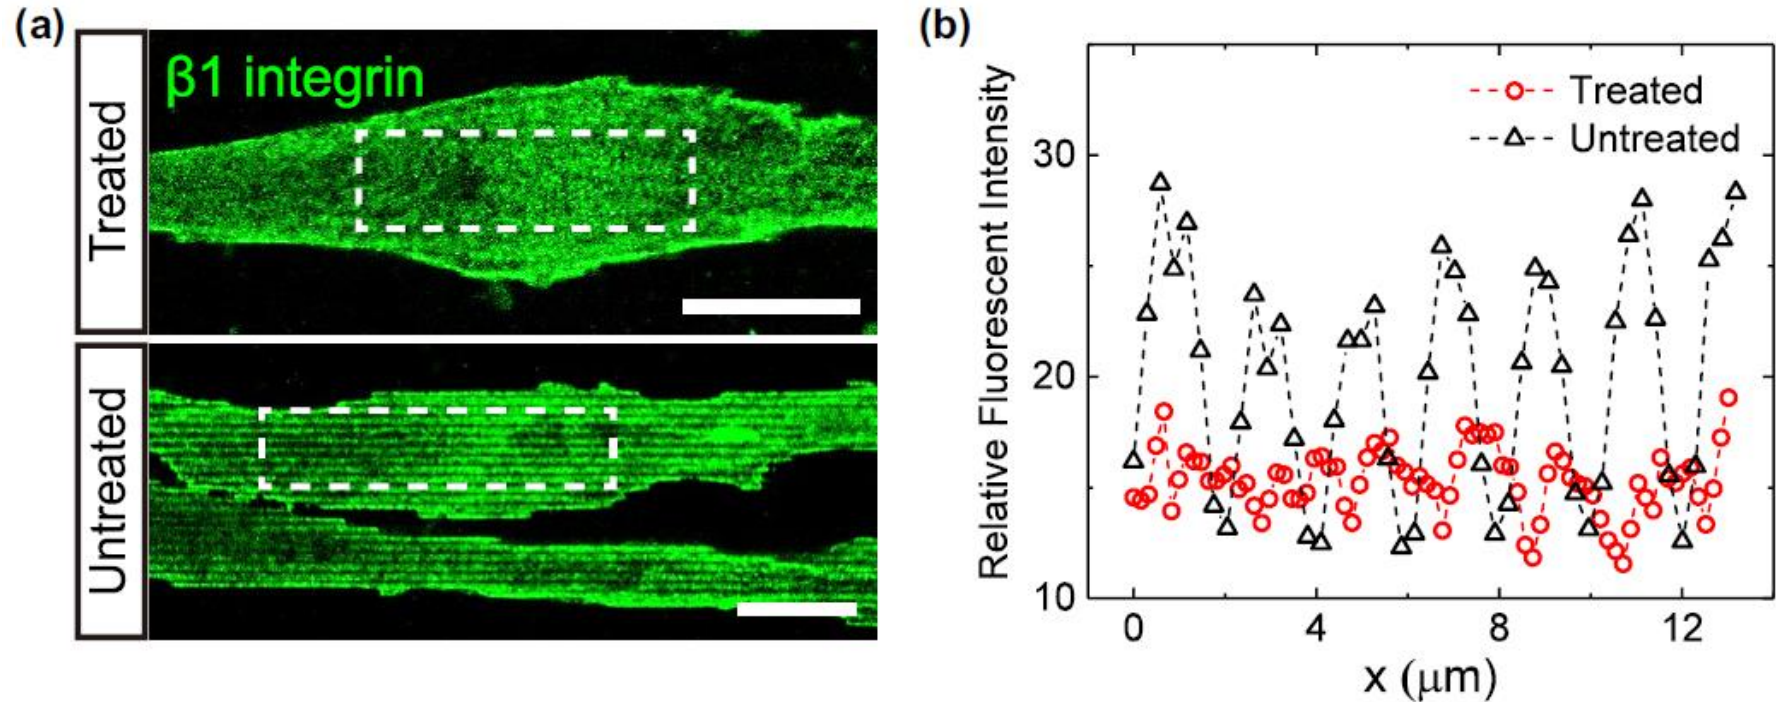 (a)
Treated
β1 integrin
Untreated
(b)
Relative Fluorescent Intensity
30
20
10
Treated
Untreated
0 4 8 12
x (μm)